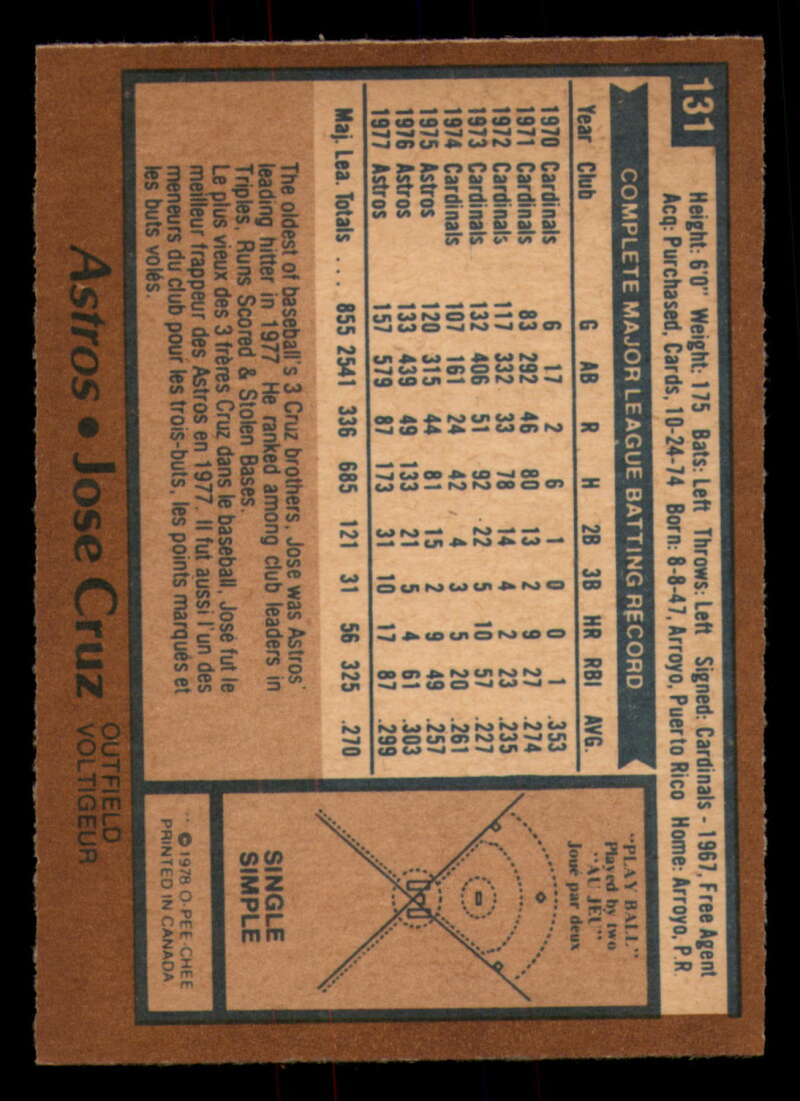 131
Height: 6'0" Weight: 175 Bats: Left Throws: Left Signed: Cardinals - 1967, Free Agent
Acq: Purchased, Cards, 10-24-74 Born: 8-8-47, Arroyo, Puerto Rico Home: Arroyo, P.R.
COMPLETE MAJOR LEAGUE BATTING RECORD
Year Club G AB R H 2B 3B HR RBI AVG.
1970 Cardinals 6 17 2 6 1 0 0 1 .353
1971 Cardinals 83 292 46 80 13 2 9 27 .274
1972 Cardinals 117 332 33 78 14 4 2 23 .235
1973 Cardinals 132 406 51 92 22 5 10 57 .227
1974 Cardinals 107 161 24 42 4 3 5 20 .261
1975 Astros 120 315 44 81 15 2 9 49 .257
1976 Astros 133 439 49 133 21 5 4 61 .303
1977 Astros 157 579 87 173 31 10 17 87 .299
Maj. Lea. Totals .... 855 2541 336 685 121 31 56 325 .270
The oldest of baseball's 3 Cruz brothers, Jose was Astros'
leading hitter in 1977. He ranked among club leaders in
Triples, Runs Scored & Stolen Bases.
Le plus vieux des 3 frères Cruz dans le baseball, José fut le
meilleur frappeur des Astros en 1977. Il fut aussi l'un des
meneurs du club pour les trois-buts, les points marqués et
les buts volés.
"PLAY BALL"
Played by two
"AU JEU"
Joué par deux
SINGLE
SIMPLE
© 1978 O-PEE-CHEE
PRINTED IN CANADA
Astros • Jose Cruz
OUTFIELD
VOLTIGEUR